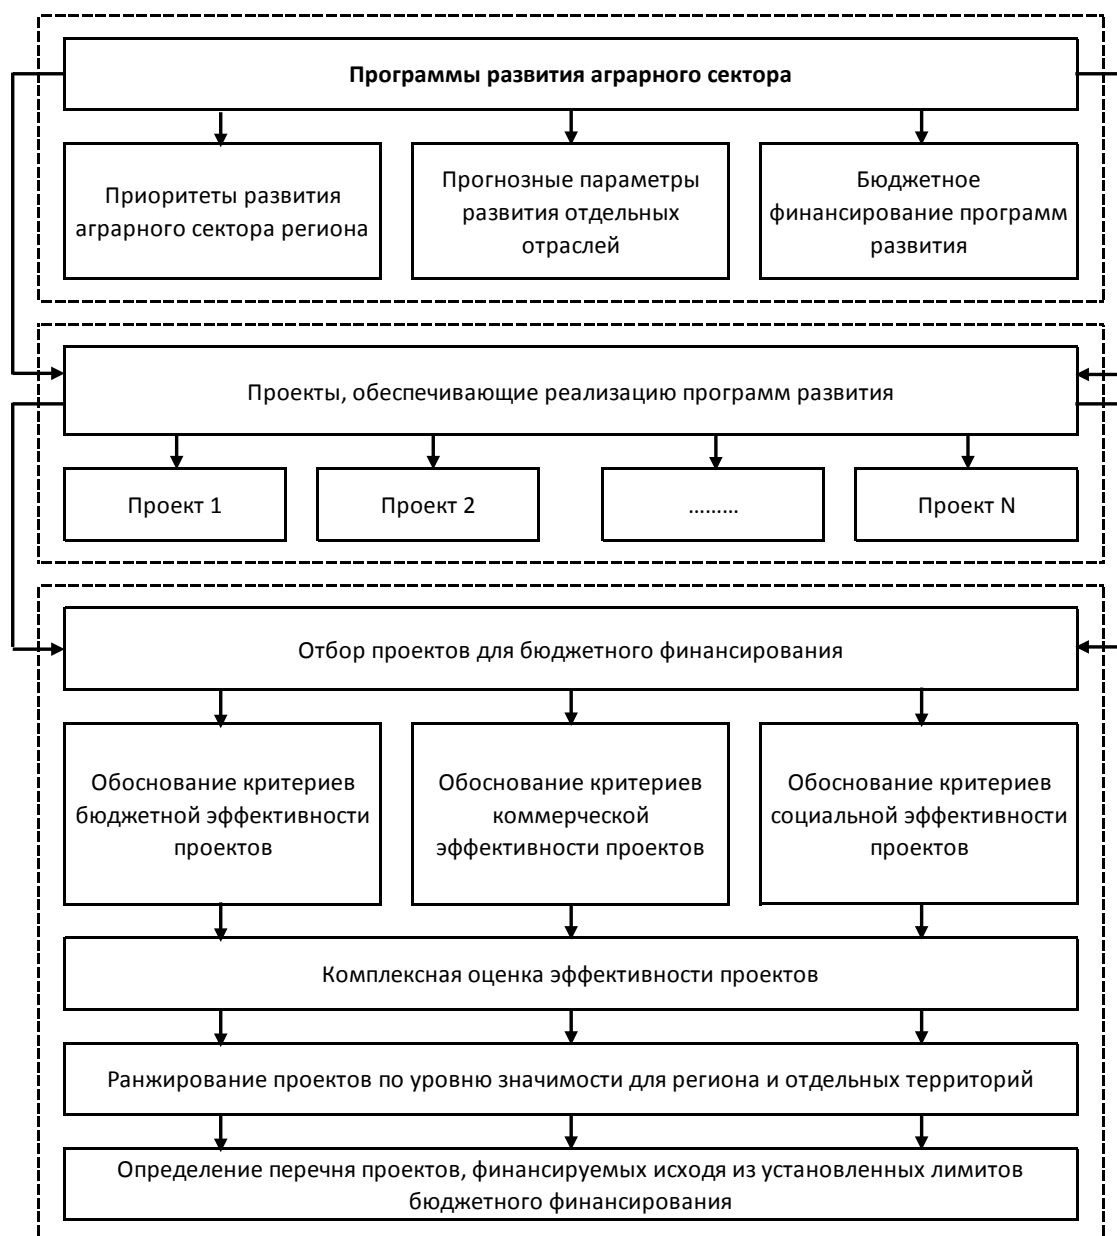 Программы развития аграрного сектора
Приоритеты развития
аграрного сектора региона
Прогнозные параметры
развития отдельных
отраслей
Бюджетное
финансирование программ
развития
Проекты, обеспечивающие реализацию программ развития
Проект 1
Проект 2
.........
Проект N
Отбор проектов для бюджетного финансирования
Обоснование критериев
бюджетной эффективности
проектов
Обоснование критериев
коммерческой
эффективности проектов
Обоснование критериев
социальной эффективности
проектов
Комплексная оценка эффективности проектов
Ранжирование проектов по уровню значимости для региона и отдельных территорий
Определение перечня проектов, финансируемых исходя из установленных лимитов
бюджетного финансирования